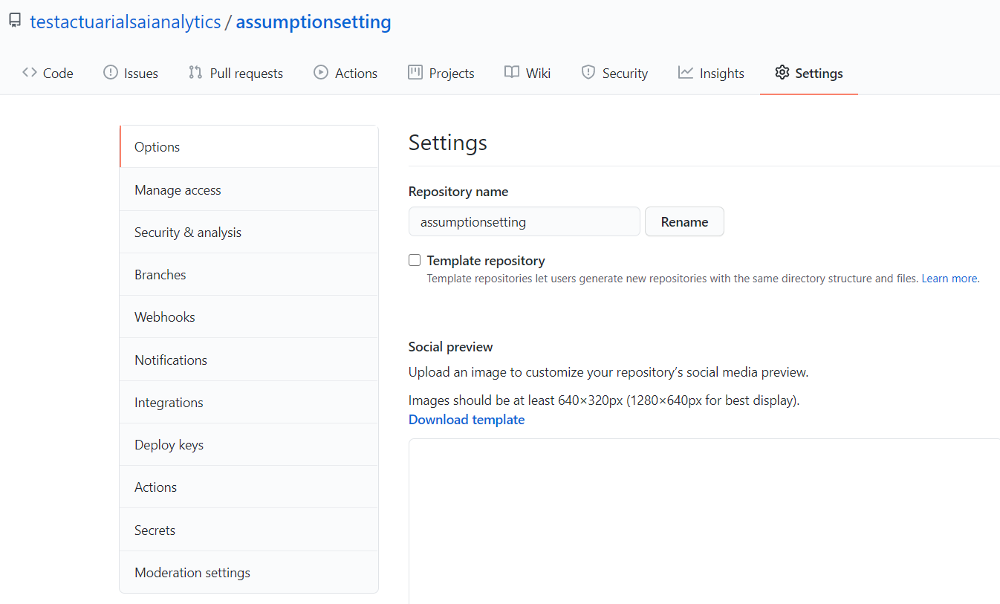 testactuarialsaianalytics / assumptionsetting
Code Issues Pull requests Actions Projects Wiki Security Insights Settings
Options
Manage access
Security & analysis
Branches
Webhooks
Notifications
Integrations
Deploy keys
Actions
Secrets
Moderation settings
Settings
Repository name
assumptionsetting Rename
Template repository
Template repositories let users generate new repositories with the same directory structure and files. Learn more.
Social preview
Upload an image to customize your repository’s social media preview.
Images should be at least 640×320px (1280×640px for best display).
Download template